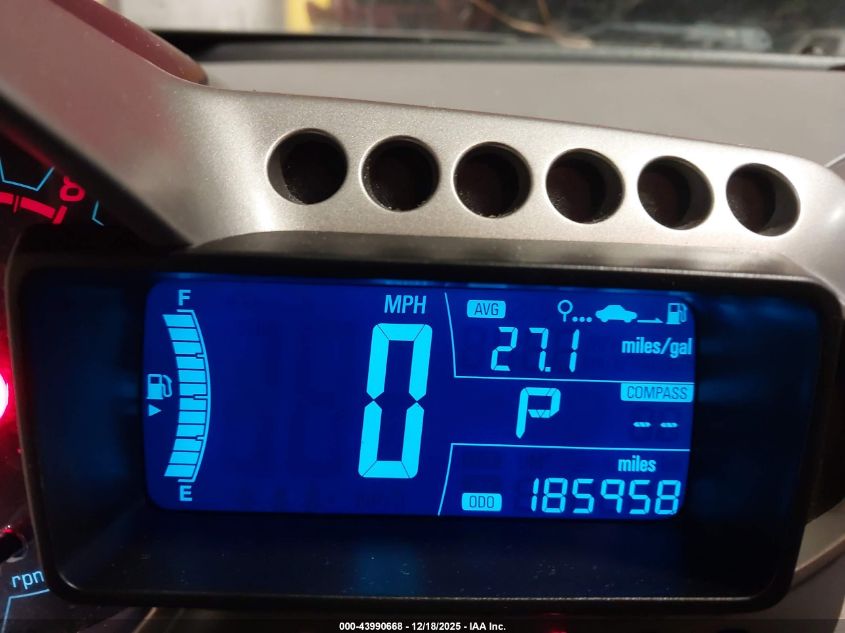 8
F
MPH
AVG
27.1 miles/gal
0
COMPASS
P
--
miles
E
ODO 185958
rpm
000-43990668 - 12/18/2025 - IAA Inc.